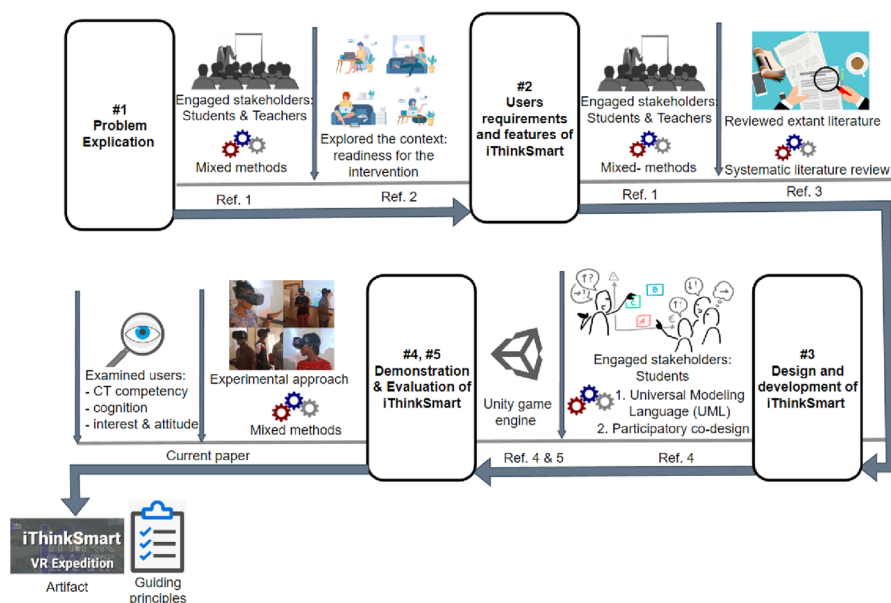 #1
Problem
Explication
Engaged stakeholders:
Students & Teachers
Mixed methods
Explored the context:
readiness for the
intervention
Ref. 1
Ref. 2
#2
Users
requirements
and features of
iThinkSmart
Engaged stakeholders:
Students & Teachers
Mixed- methods
Reviewed extant literature
Systematic literature review
Ref. 1
Ref. 3
Examined users:
- CT competency
- cognition
- interest & attitude
Experimental approach
Mixed methods
Current paper
#4, #5
Demonstration
& Evaluation of
iThinkSmart
Unity game
engine
Engaged stakeholders:
Students
1. Universal Modeling
Language (UML)
2. Participatory co-design
Ref. 4 & 5
Ref. 4
#3
Design and
development of
iThinkSmart
B
C
A
iThinkSmart
VR Expedition
Artifact
Guiding
principles